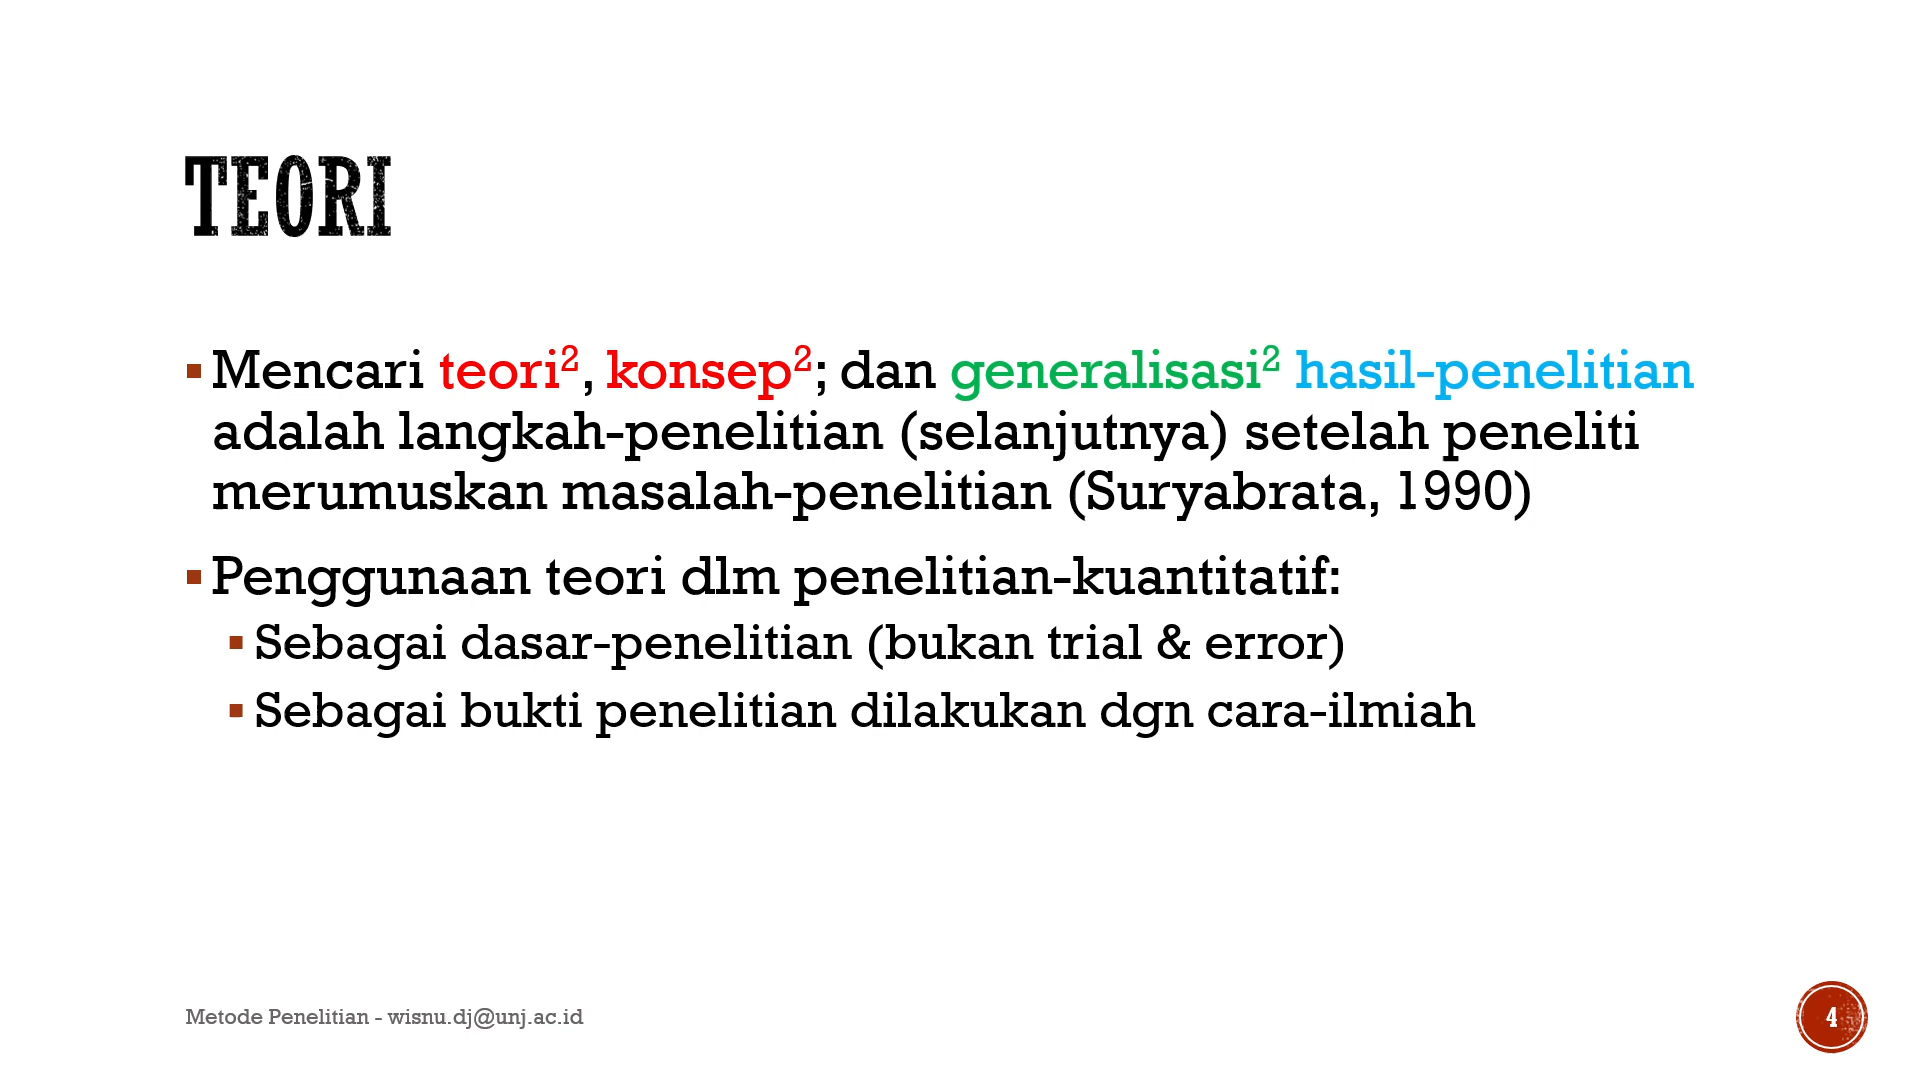 TEORI
▪Mencari teori², konsep²; dan generalisasi² hasil-penelitian
adalah langkah-penelitian (selanjutnya) setelah peneliti
merumuskan masalah-penelitian (Suryabrata, 1990)
▪Penggunaan teori dlm penelitian-kuantitatif:
▪Sebagai dasar-penelitian (bukan trial & error)
▪Sebagai bukti penelitian dilakukan dgn cara-ilmiah
Metode Penelitian - wisnu.dj@unj.ac.id
4